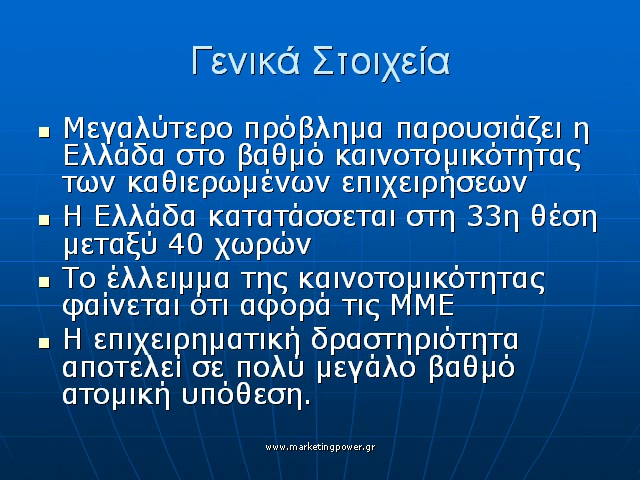 Γενικά Στοιχεία
Μεγαλύτερο πρόβλημα παρουσιάζει η
Ελλάδα στο βαθμό καινοτομικότητας
των καθιερωμένων επιχειρήσεων
Η Ελλάδα κατατάσσεται στη 33η θέση
μεταξύ 40 χωρών
Το έλλειμμα της καινοτομικότητας
φαίνεται ότι αφορά τις ΜΜΕ
Η επιχειρηματική δραστηριότητα
αποτελεί σε πολύ μεγάλο βαθμό
ατομική υπόθεση.
www.marketingpower.gr